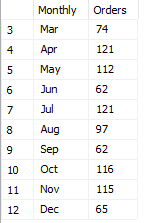 Monthly Orders
3 Mar 74
4 Apr 121
5 May 112
6 Jun 62
7 Jul 121
8 Aug 97
9 Sep 62
10 Oct 116
11 Nov 115
12 Dec 65